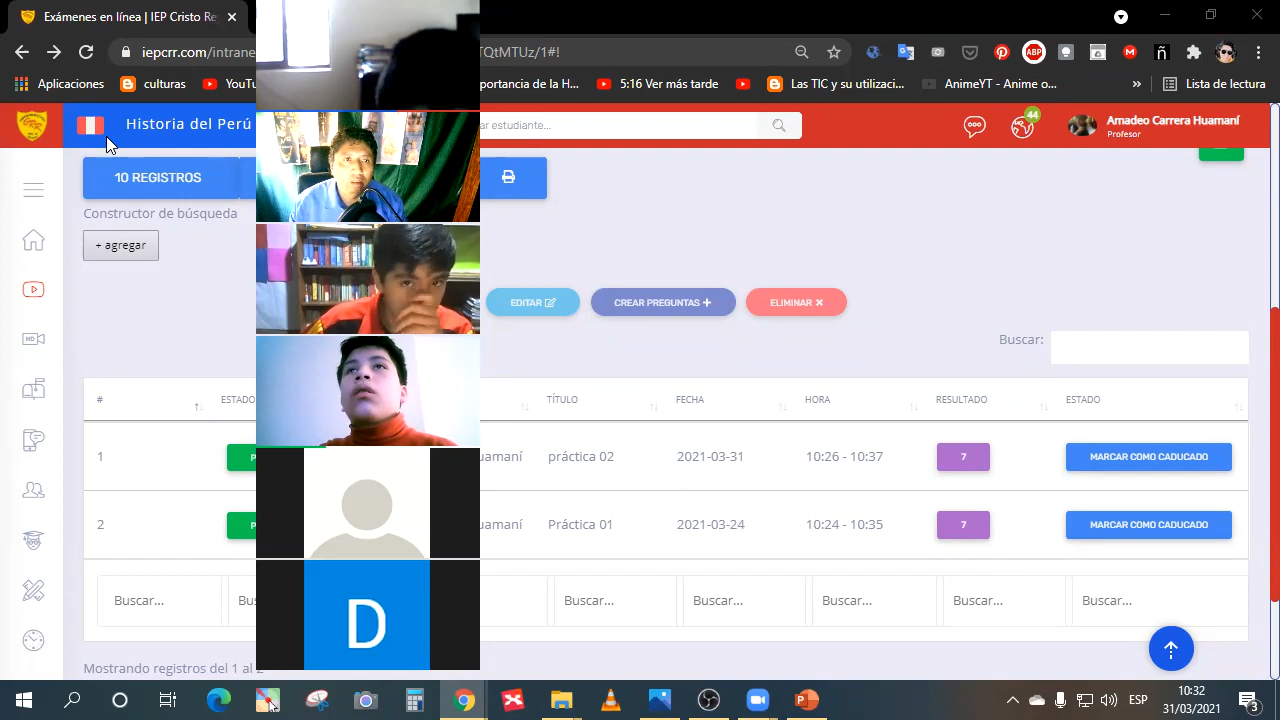 Exámenes en línea | IEP Cristo Re
iepcrr.com/intrane
TQtMTUz/1#!
ABP
ñ
Aplicaciones
culturas
YouTU
portancia de la H...
5:16 Ver más tarde
Las TIC y su utilizaci...
AnimeYT - AnimeY...
Lista de lectura
Historia del Perú
ar estudiante...
44
Amadeo Carrera Huamaní
Profesor
10 REGISTROS
Constructor de búsqueda
+ agregar
HD
EDITAR
CREAR PREGUNTAS +
ELIMINAR
Buscar:
# ESTADO TÍTULO FECHA HORA RESULTADO ESTADO
1 P uamaní práctica 02 2021-03-31 10:26 - 10:37 7 MARCAR COMO CADUCADO
2 P uamaní Práctica 01 2021-03-24 10:24 - 10:35 7 MARCAR COMO CADUCADO
Buscar... Bus Buscar... Buscar... Buscar... Buscar... Buscar...
Mostrando registros del 1 al 2
D
ESP
10:32
31/03/2021
3